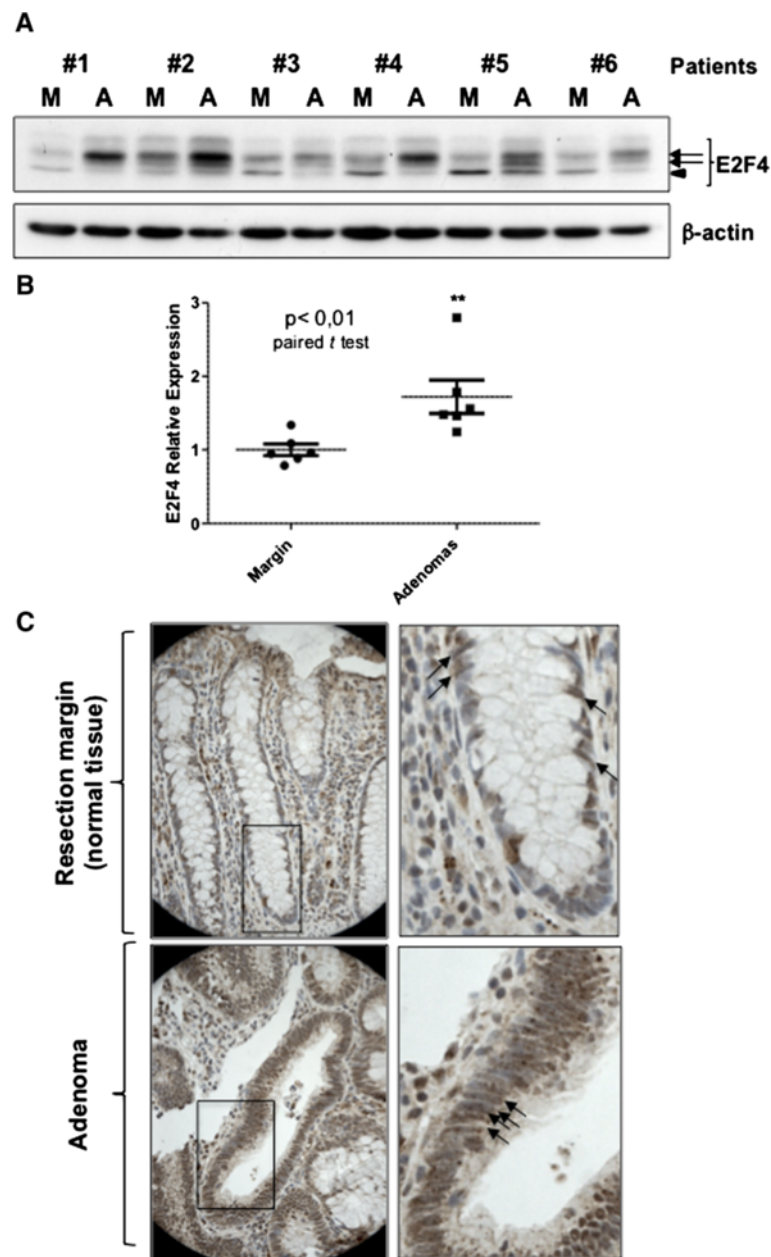 A
#1 #2 #3 #4 #5 #6 Patients
M A M A M A M A M A M A
E2F4
β-actin
B
E2F4 Relative Expression
3
2
1
0
p< 0,01
paired t test
**
Margin
Adenomas
C
Resection margin
(normal tissue)
Adenoma